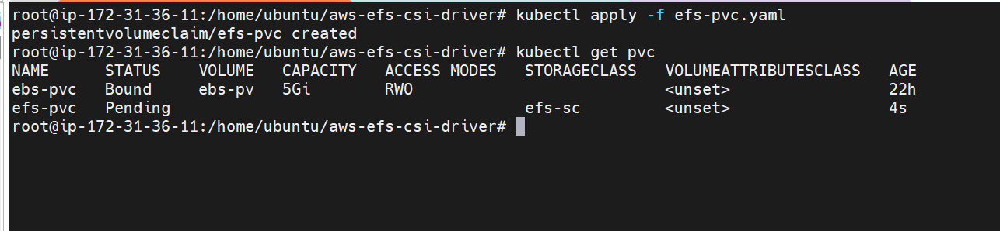 root@ip-172-31-36-11:/home/ubuntu/aws-efs-csi-driver# kubectl apply -f efs-pvc.yaml
persistentvolumeclaim/efs-pvc created
root@ip-172-31-36-11:/home/ubuntu/aws-efs-csi-driver# kubectl get pvc
NAME      STATUS    VOLUME   CAPACITY   ACCESS MODES   STORAGECLASS   VOLUMEATTRIBUTESCLASS   AGE
ebs-pvc   Bound     ebs-pv   5Gi        RWO                           <unset>                 22h
efs-pvc   Pending                                      efs-sc         <unset>                 4s
root@ip-172-31-36-11:/home/ubuntu/aws-efs-csi-driver#